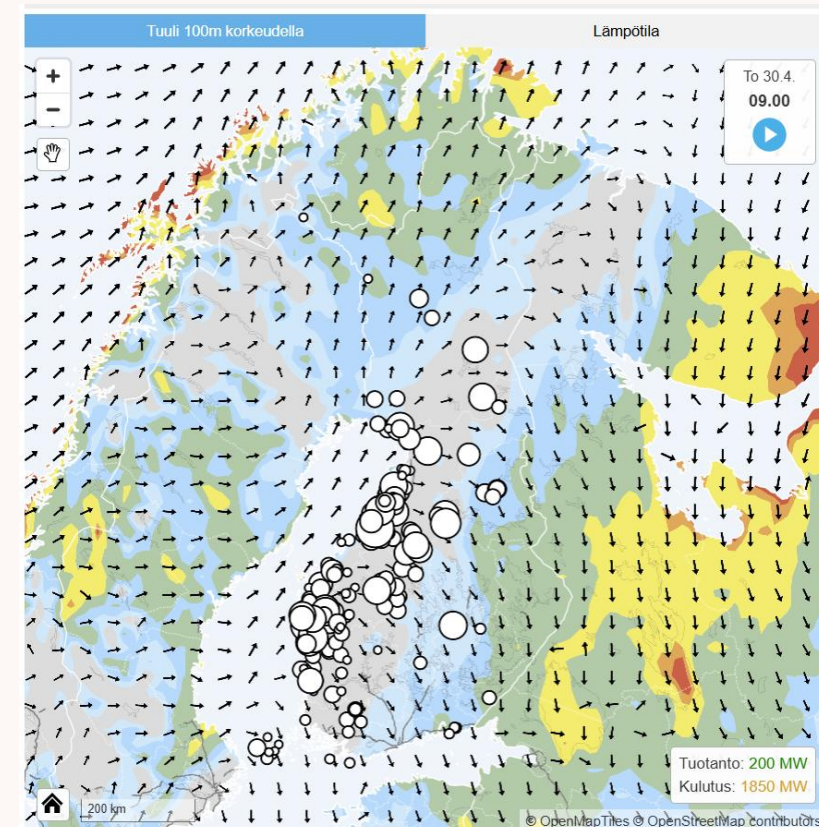 Tuuli 100m korkeudella
Lämpötila
+
−
To 30.4.
09.00
Tuotanto: 200 MW
Kulutus: 1850 MW
200 km
© OpenMapTiles © OpenStreetMap contributors